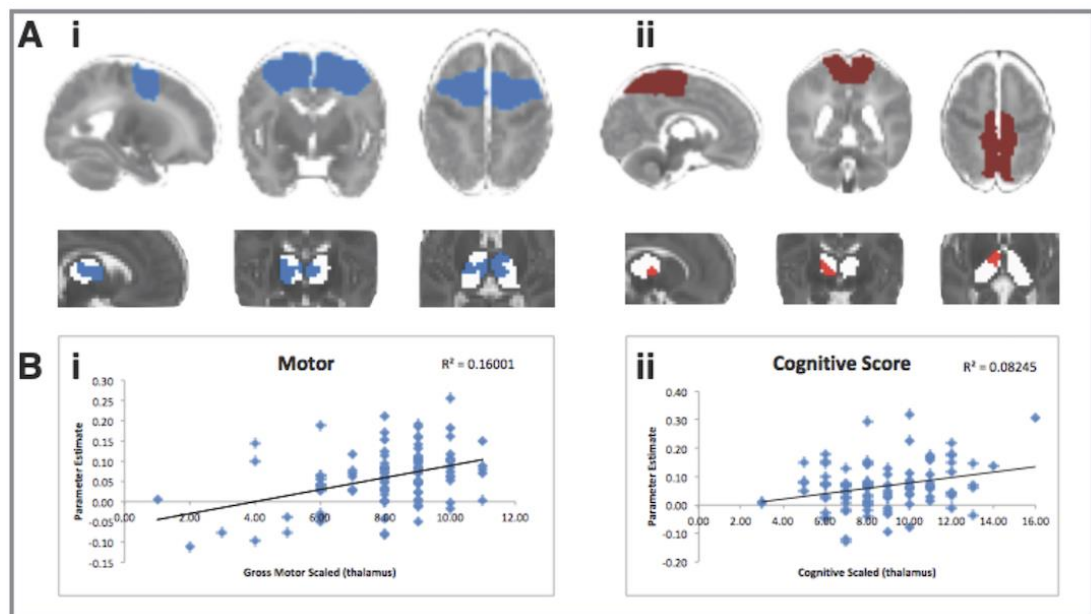 A i ii
B i Motor R² = 0.16001
0.30
0.25
0.20
0.15
0.10
0.05
0.00
-0.05
-0.10
-0.15
0.00 2.00 4.00 6.00 8.00 10.00 12.00
Parameter Estimate
Gross Motor Scaled (thalamus)
ii Cognitive Score R² = 0.08245
0.40
0.30
0.20
0.10
0.00
-0.10
-0.20
0.00 2.00 4.00 6.00 8.00 10.00 12.00 14.00 16.00
Parameter Estimate
Cognitive Scaled (thalamus)